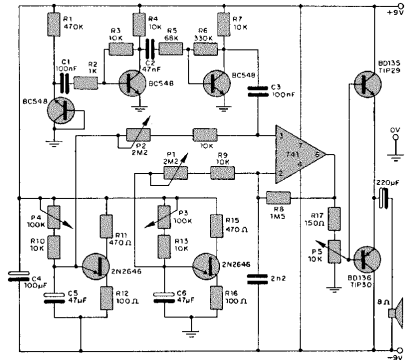 +9V
R1
470K
R3
10K
R4
10K
R5
68K
R6
330K
R7
10K
C1
100nF
R2
1K
C2
47nF
BC548
BC548
BC548
C3
100nF
BD135
TIP29
P2
2M2
10K
3
7
741
6
4
2
0V
P1
2M2
R9
10K
R8
1M5
220µF
P4
100K
R11
470Ω
P3
100K
R15
470Ω
R17
150Ω
R10
10K
R13
10K
P5
10K
2N2646
2N2646
BD136
TIP30
C4
100µF
C5
47µF
R12
100Ω
C6
47µF
R16
100Ω
2n2
8Ω
-9V